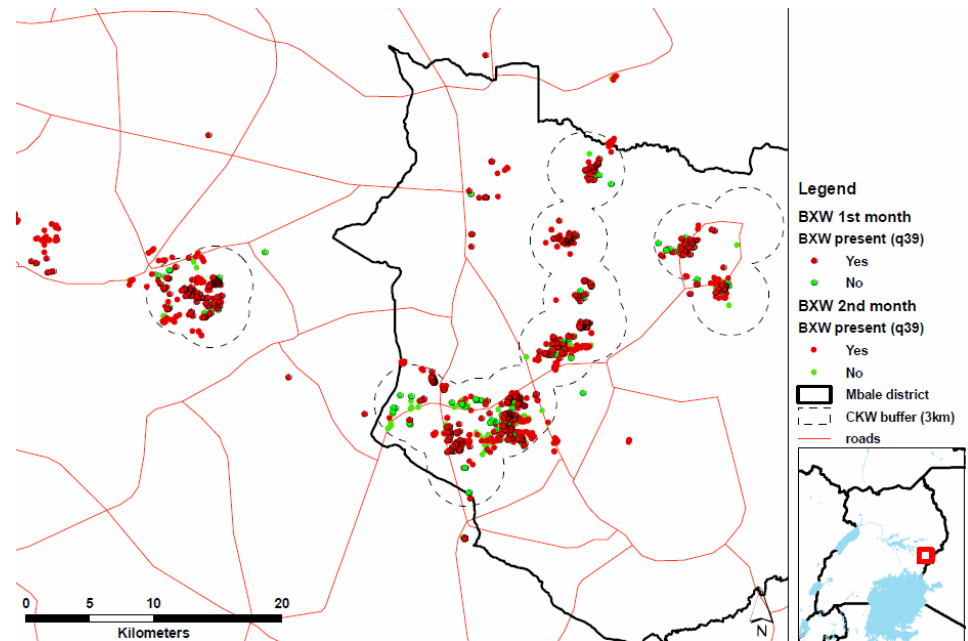 Legend
BXW 1st month
BXW present (q39)
Yes
No
BXW 2nd month
BXW present (q39)
Yes
No
Mbale district
CKW buffer (3km)
roads
0 5 10 20
Kilometers
N